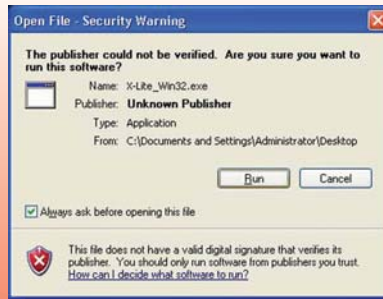 Open File - Security Warning
The publisher could not be verified. Are you sure you want to
run this software?
Name: X-Lite_Win32.exe
Publisher: Unknown Publisher
Type: Application
From: C:\Documents and Settings\Administrator\Desktop
Run
Cancel
Always ask before opening this file
This file does not have a valid digital signature that verifies its
publisher. You should only run software from publishers you trust.
How can I decide what software to run?